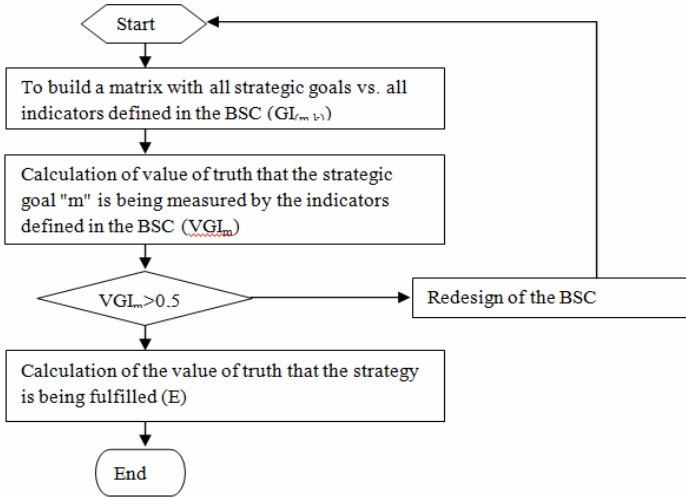 Start
To build a matrix with all strategic goals vs. all
indicators defined in the BSC (GI
Calculation of value of truth that the strategic
goal "m" is being measured by the indicators
defined in the BSC (VGIm)
VGIm>0.5
Redesign of the BSC
Calculation of the value of truth that the strategy
is being fulfilled (E)
End